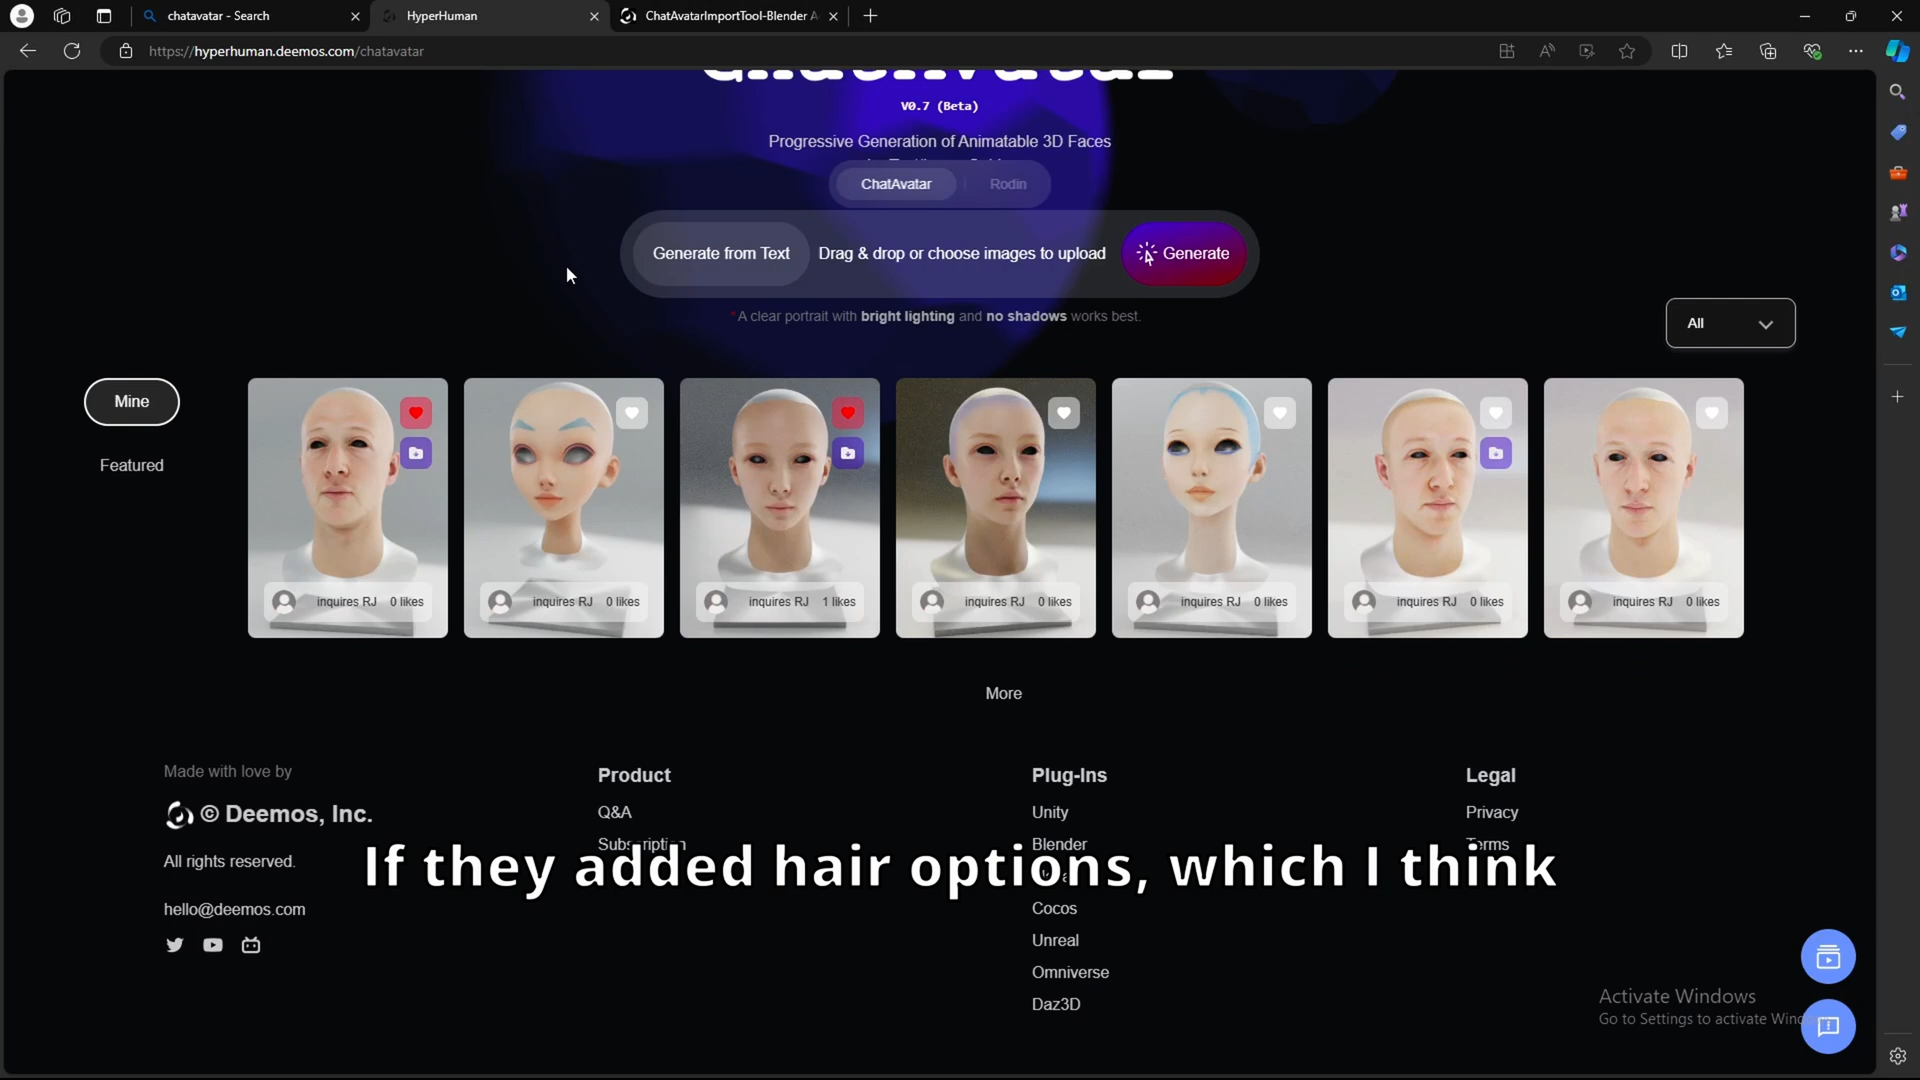 chatavatar - Search
HyperHuman
ChatAvatarImportTool-Blender A
https://hyperhuman.deemos.com/chatavatar
V0.7 (Beta)
Progressive Generation of Animatable 3D Faces
ChatAvatar
Rodin
Generate from Text
Drag & drop or choose images to upload
Generate
*A clear portrait with bright lighting and no shadows works best.
All
Mine
Featured
inquires RJ 0 likes
inquires RJ 0 likes
inquires RJ 1 likes
inquires RJ 0 likes
inquires RJ 0 likes
inquires RJ 0 likes
inquires RJ 0 likes
More
Made with love by
© Deemos, Inc.
All rights reserved.
hello@deemos.com
Product
Q&A
Subscription
Plug-Ins
Unity
Blender
Cocos
Unreal
Omniverse
Daz3D
Legal
Privacy
Terms
If they added hair options, which I think
Activate Windows
Go to Settings to activate Windows